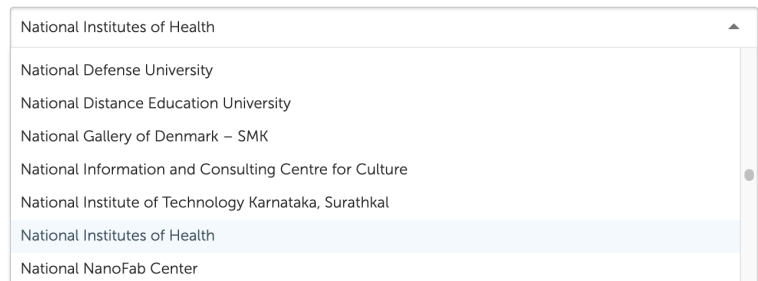 National Institutes of Health
National Defense University
National Distance Education University
National Gallery of Denmark – SMK
National Information and Consulting Centre for Culture
National Institute of Technology Karnataka, Surathkal
National Institutes of Health
National NanoFab Center